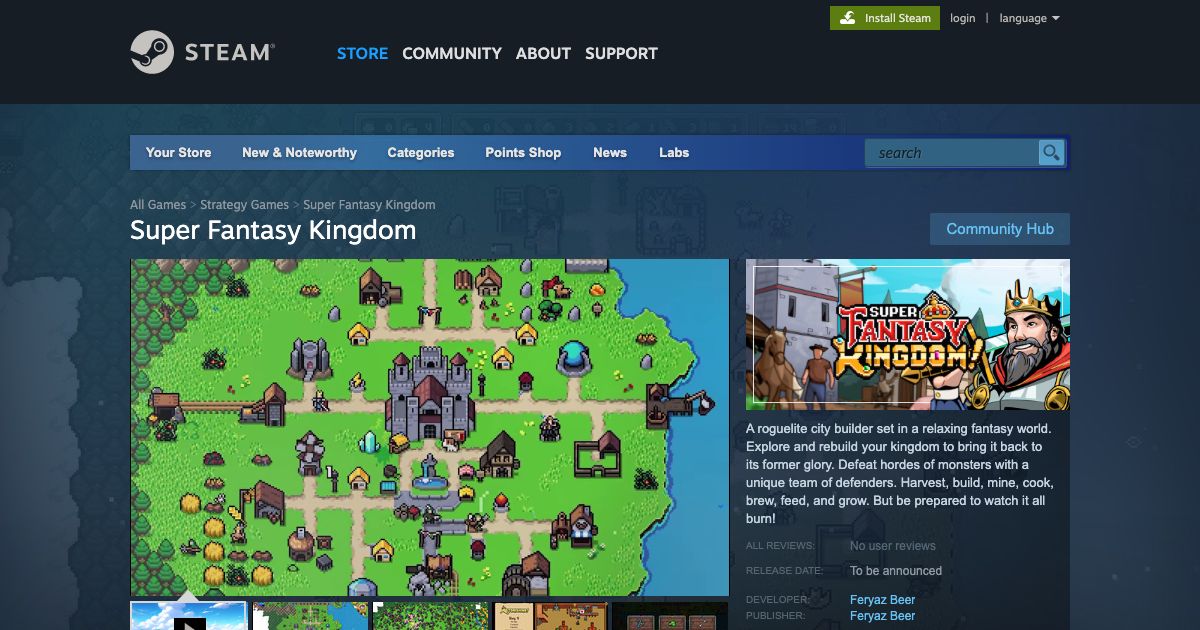 Install Steam login | language
STEAM®
STORE COMMUNITY ABOUT SUPPORT
Your Store New & Noteworthy Categories Points Shop News Labs search
All Games > Strategy Games > Super Fantasy Kingdom
Super Fantasy Kingdom
Community Hub
SUPER
FANTASY
KINGDOM!
A roguelite city builder set in a relaxing fantasy world.
Explore and rebuild your kingdom to bring it back to
its former glory. Defeat hordes of monsters with a
unique team of defenders. Harvest, build, mine, cook,
brew, feed, and grow. But be prepared to watch it all
burn!
ALL REVIEWS: No user reviews
RELEASE DATE: To be announced
DEVELOPER: Feryaz Beer
PUBLISHER: Feryaz Beer